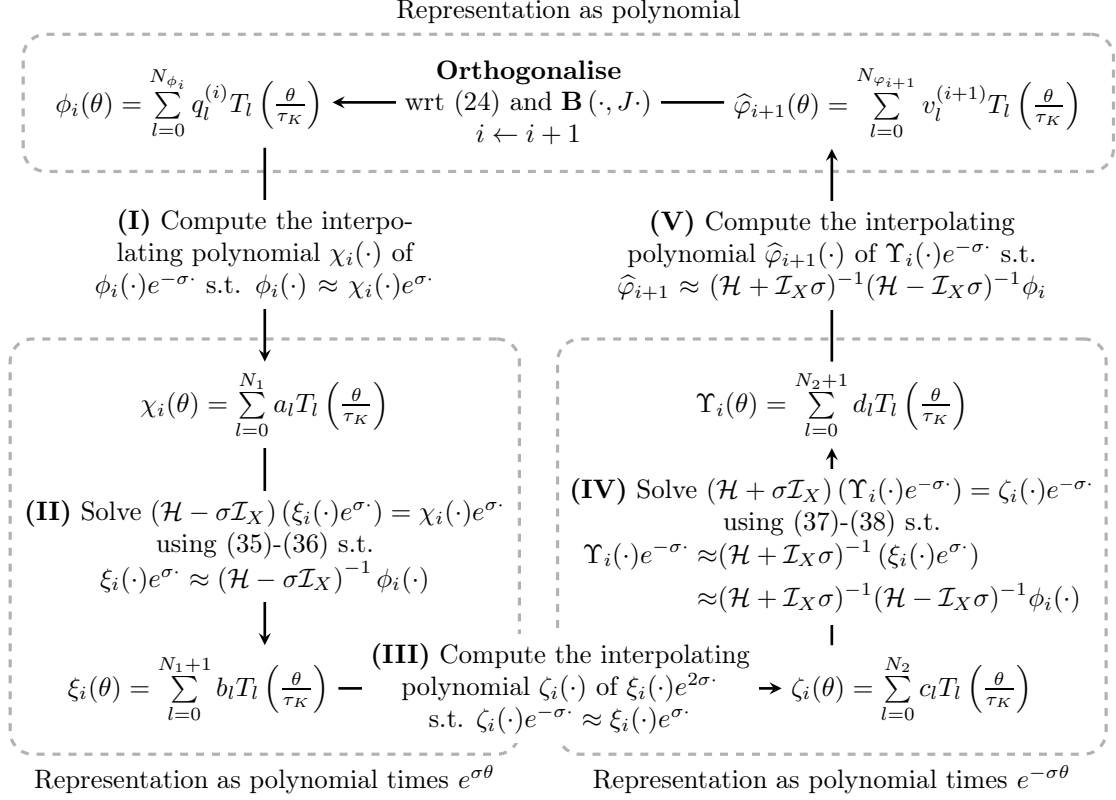 Representation as polynomial
ϕ_i(θ) = ∑_{l=0}^{N_{ϕ_i}} q_l^{(i)} T_l (θ/τ_K)
Orthogonalise
wrt (24) and B (·, J·)
i ← i + 1
φ̂_{i+1}(θ) = ∑_{l=0}^{N_{φ_{i+1}}} v_l^{(i+1)} T_l (θ/τ_K)
(I) Compute the interpo-
lating polynomial χ_i(·) of
ϕ_i(·)e^{−σ·} s.t. ϕ_i(·) ≈ χ_i(·)e^{σ·}
(V) Compute the interpolating
polynomial φ̂_{i+1}(·) of Υ_i(·)e^{−σ·} s.t.
φ̂_{i+1} ≈ (ℋ + ℐ_X σ)^{−1}(ℋ − ℐ_X σ)^{−1}ϕ_i
χ_i(θ) = ∑_{l=0}^{N_1} a_l T_l (θ/τ_K)
Υ_i(θ) = ∑_{l=0}^{N_2+1} d_l T_l (θ/τ_K)
(II) Solve (ℋ − σℐ_X) (ξ_i(·)e^{σ·}) = χ_i(·)e^{σ·}
using (35)-(36) s.t.
ξ_i(·)e^{σ·} ≈ (ℋ − σℐ_X)^{−1} ϕ_i(·)
(IV) Solve (ℋ + σℐ_X) (Υ_i(·)e^{−σ·}) = ζ_i(·)e^{−σ·}
using (37)-(38) s.t.
Υ_i(·)e^{−σ·} ≈(ℋ + ℐ_X σ)^{−1} (ξ_i(·)e^{σ·})
≈(ℋ + ℐ_X σ)^{−1}(ℋ − ℐ_X σ)^{−1}ϕ_i(·)
ξ_i(θ) = ∑_{l=0}^{N_1+1} b_l T_l (θ/τ_K)
(III) Compute the interpolating
polynomial ζ_i(·) of ξ_i(·)e^{2σ·}
s.t. ζ_i(·)e^{−σ·} ≈ ξ_i(·)e^{σ·}
ζ_i(θ) = ∑_{l=0}^{N_2} c_l T_l (θ/τ_K)
Representation as polynomial times e^{σθ}
Representation as polynomial times e^{−σθ}